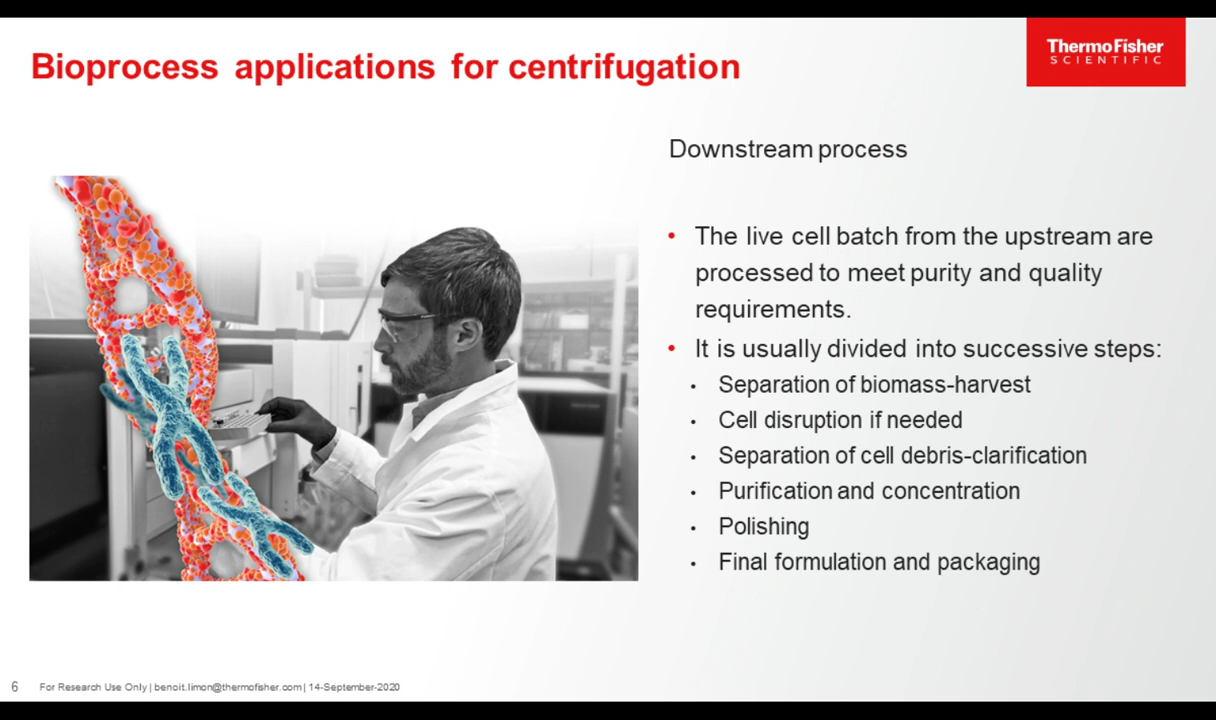 Bioprocess applications for centrifugation
ThermoFisher
SCIENTIFIC
Downstream process
• The live cell batch from the upstream are
processed to meet purity and quality
requirements.
• It is usually divided into successive steps:
• Separation of biomass-harvest
• Cell disruption if needed
• Separation of cell debris-clarification
• Purification and concentration
• Polishing
• Final formulation and packaging
6 For Research Use Only | benoit.limon@thermofisher.com | 14-September-2020